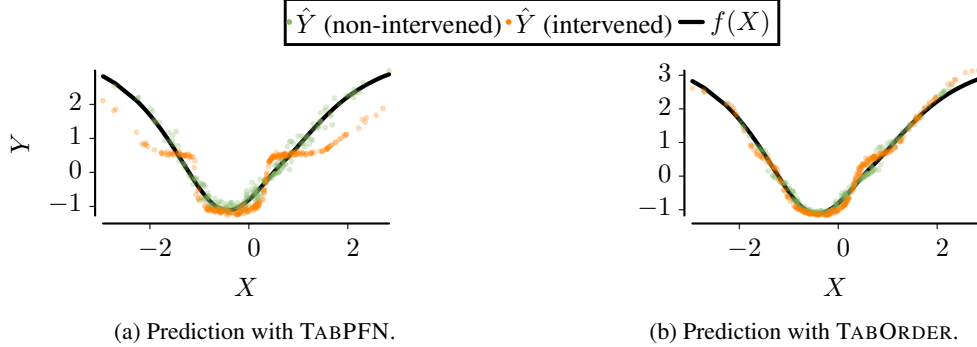 Ŷ (non-intervened) Ŷ (intervened) f(X)
Y
2
1
0
−1
−2 0 2
X
3
2
1
0
−1
−2 0 2
X
(a) Prediction with TABPFN.
(b) Prediction with TABORDER.